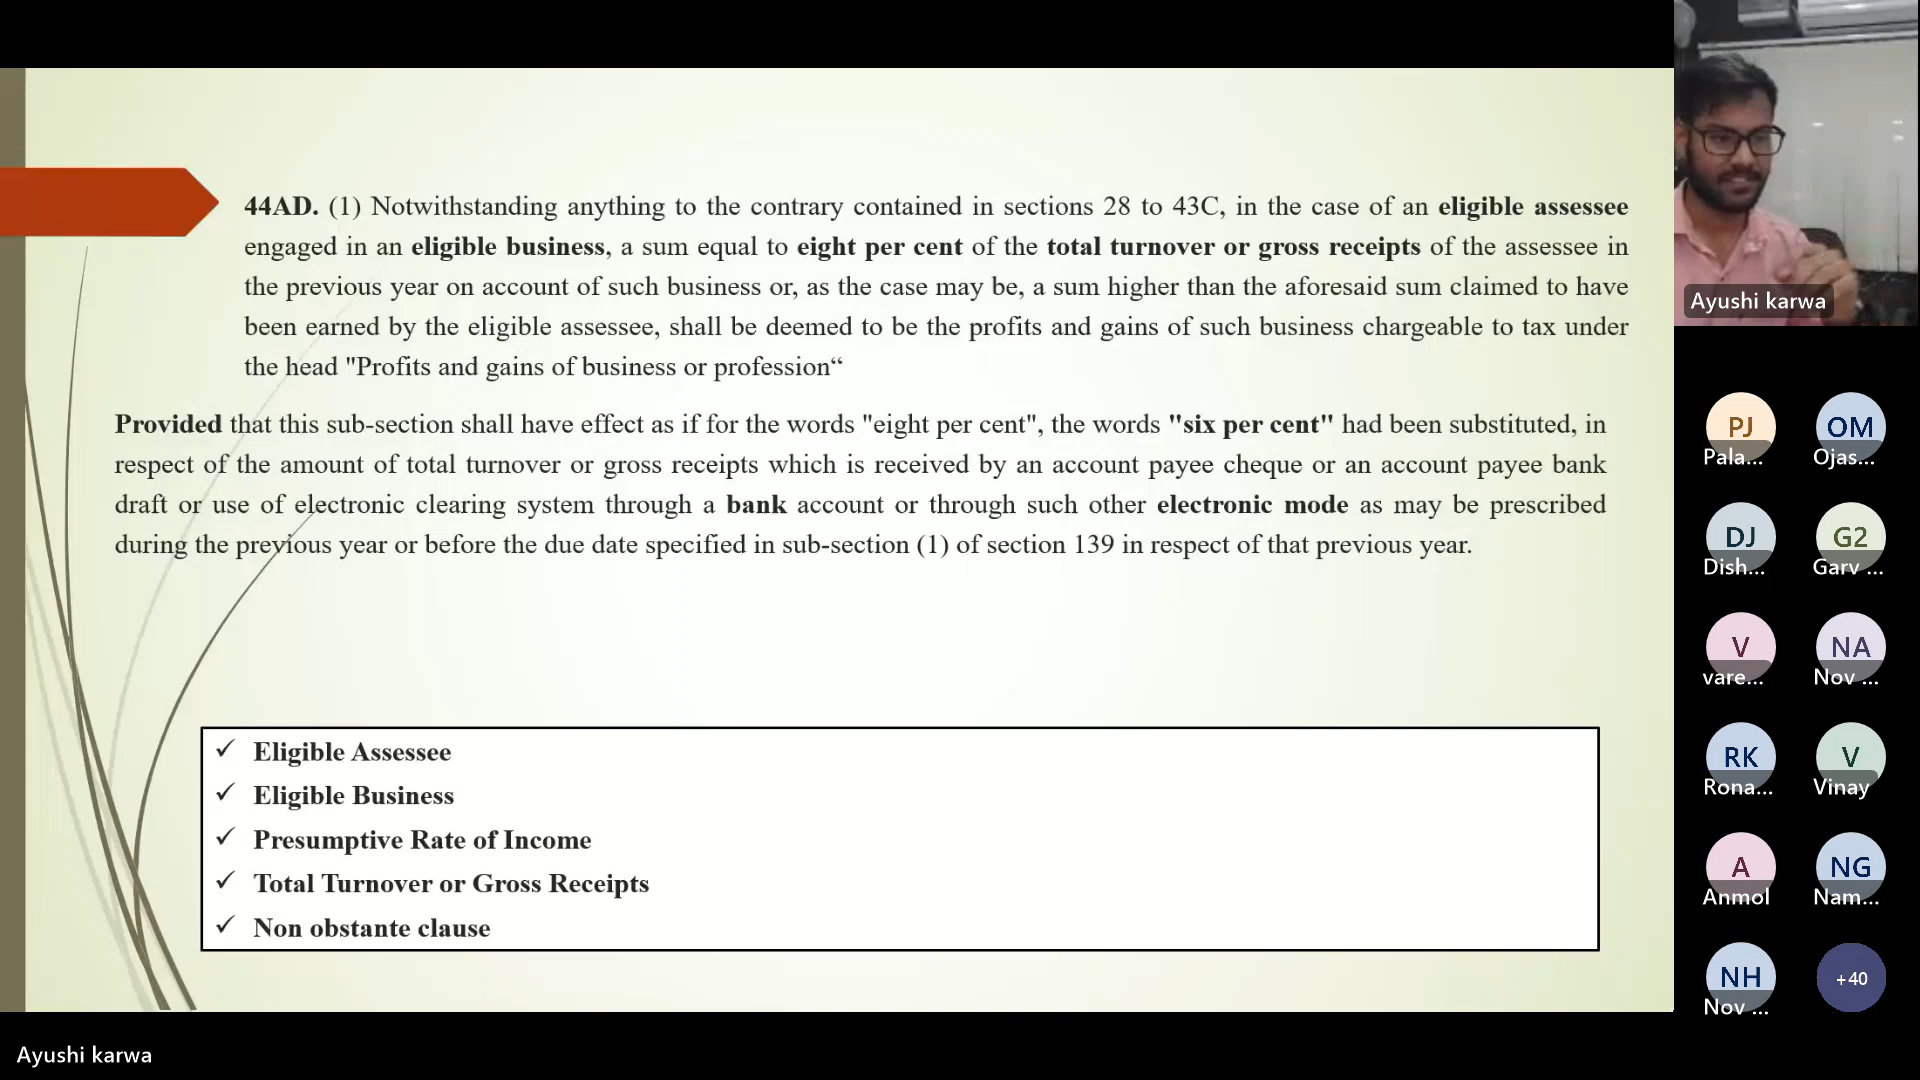 44AD. (1) Notwithstanding anything to the contrary contained in sections 28 to 43C, in the case of an eligible assessee
engaged in an eligible business, a sum equal to eight per cent of the total turnover or gross receipts of the assessee in
the previous year on account of such business or, as the case may be, a sum higher than the aforesaid sum claimed to have
been earned by the eligible assessee, shall be deemed to be the profits and gains of such business chargeable to tax under
the head "Profits and gains of business or profession“
Provided that this sub-section shall have effect as if for the words "eight per cent", the words "six per cent" had been substituted, in
respect of the amount of total turnover or gross receipts which is received by an account payee cheque or an account payee bank
draft or use of electronic clearing system through a bank account or through such other electronic mode as may be prescribed
during the previous year or before the due date specified in sub-section (1) of section 139 in respect of that previous year.
✓ Eligible Assessee
✓ Eligible Business
✓ Presumptive Rate of Income
✓ Total Turnover or Gross Receipts
✓ Non obstante clause
Ayushi karwa
Ayushi karwa
PJ
Pala...
OM
Ojas...
DJ
Dish...
G2
Garv ...
V
vare...
NA
Nov ...
RK
Rona...
V
Vinay
A
Anmol
NG
Nam...
NH
Nov ...
+40